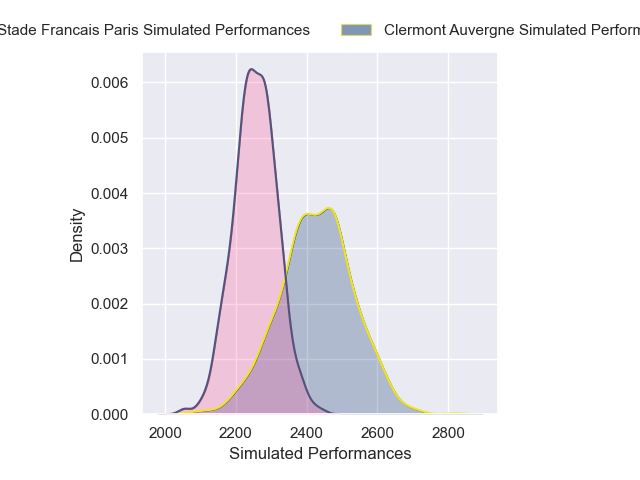 Stade Francais Paris Simulated Performances
Clermont Auvergne Simulated Perform
0.006
0.005
0.004
0.003
0.002
0.001
0.000
Density
2000 2200 2400 2600 2800
Simulated Performances